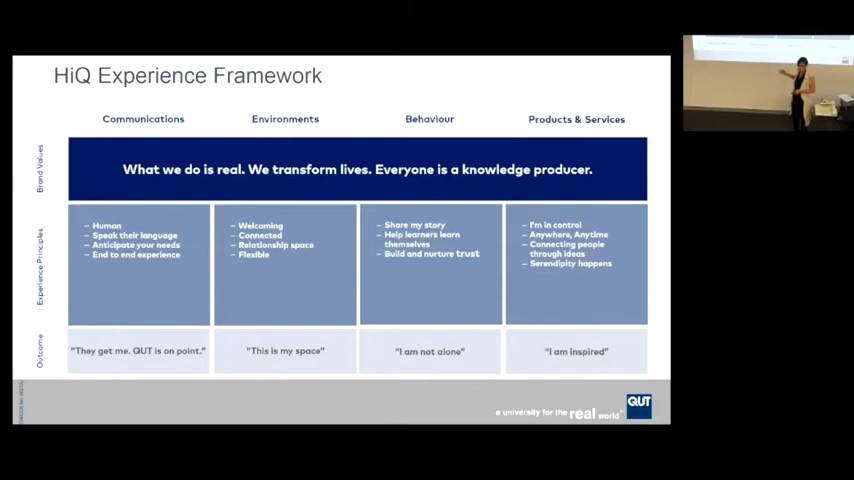 HiQ Experience Framework
Communications
Environments
Behaviour
Products & Services
Brand Values
What we do is real. We transform lives. Everyone is a knowledge producer.
Experience Principles
– Human
– Speak their language
– Anticipate your needs
– End to end experience
– Welcoming
– Connected
– Relationship space
– Flexible
– Share my story
– Help learners learn
themselves
– Build and nurture trust
– I'm in control
– Anywhere, Anytime
– Connecting people
through ideas
– Serendipity happens
Outcome
"They get me. QUT is on point."
"This is my space"
"I am not alone"
"I am inspired"
a university for the real world
QUT